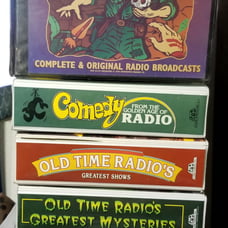 COMPLETE & ORIGINAL RADIO BROADCASTS
Comedy
FROM THE
GOLDEN AGE OF
RADIO
OLD TIME RADIO'S
GREATEST SHOWS
OLD TIME RADIO'S
GREATEST MYSTERIES